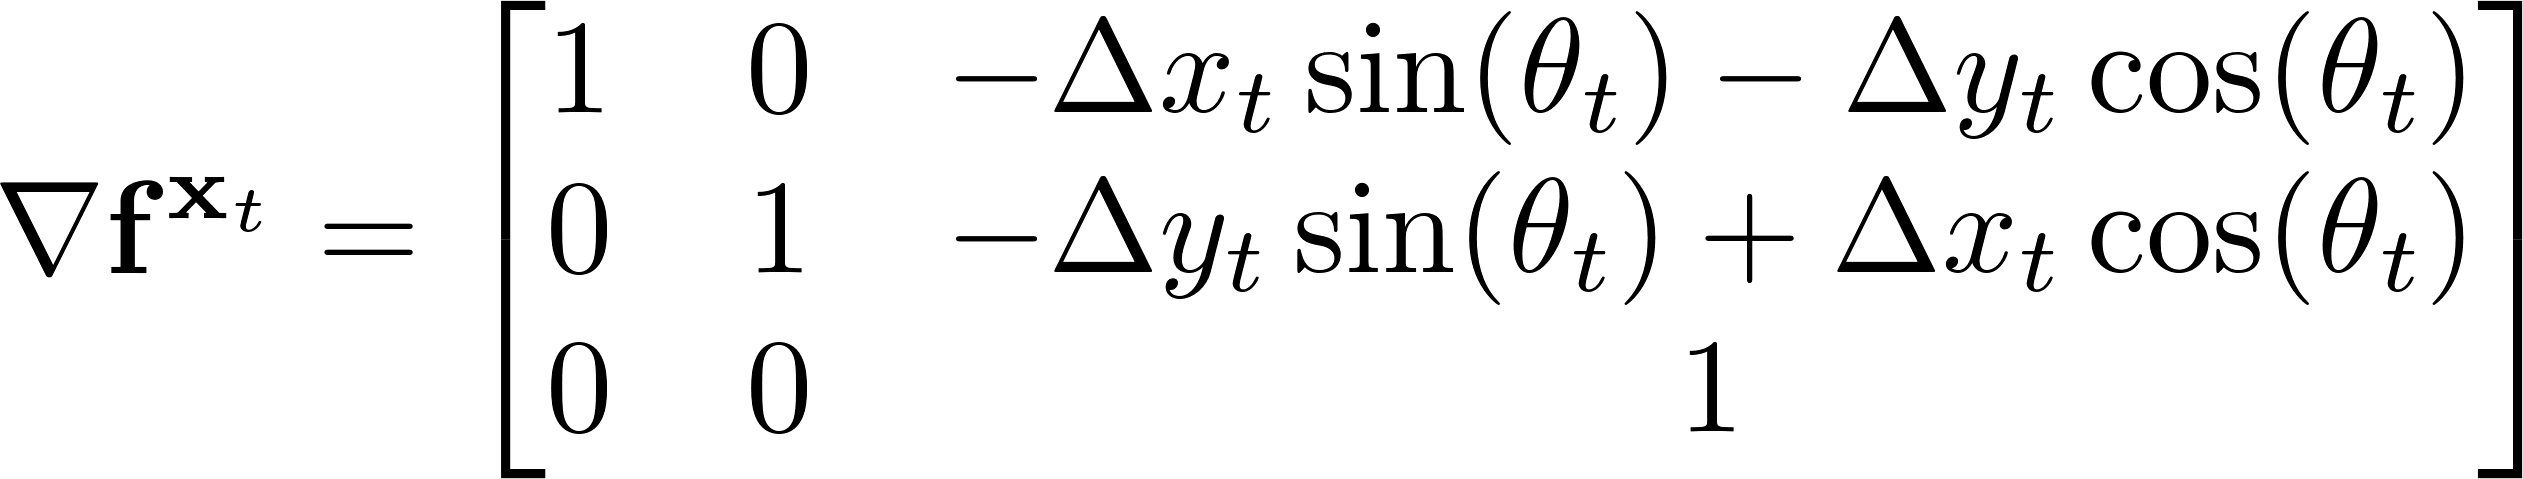 1 0 −Δx_t sin(θ_t) − Δy_t cos(θ_t)
∇f^{x_t} = 0 1 −Δy_t sin(θ_t) + Δx_t cos(θ_t)
0 0 1